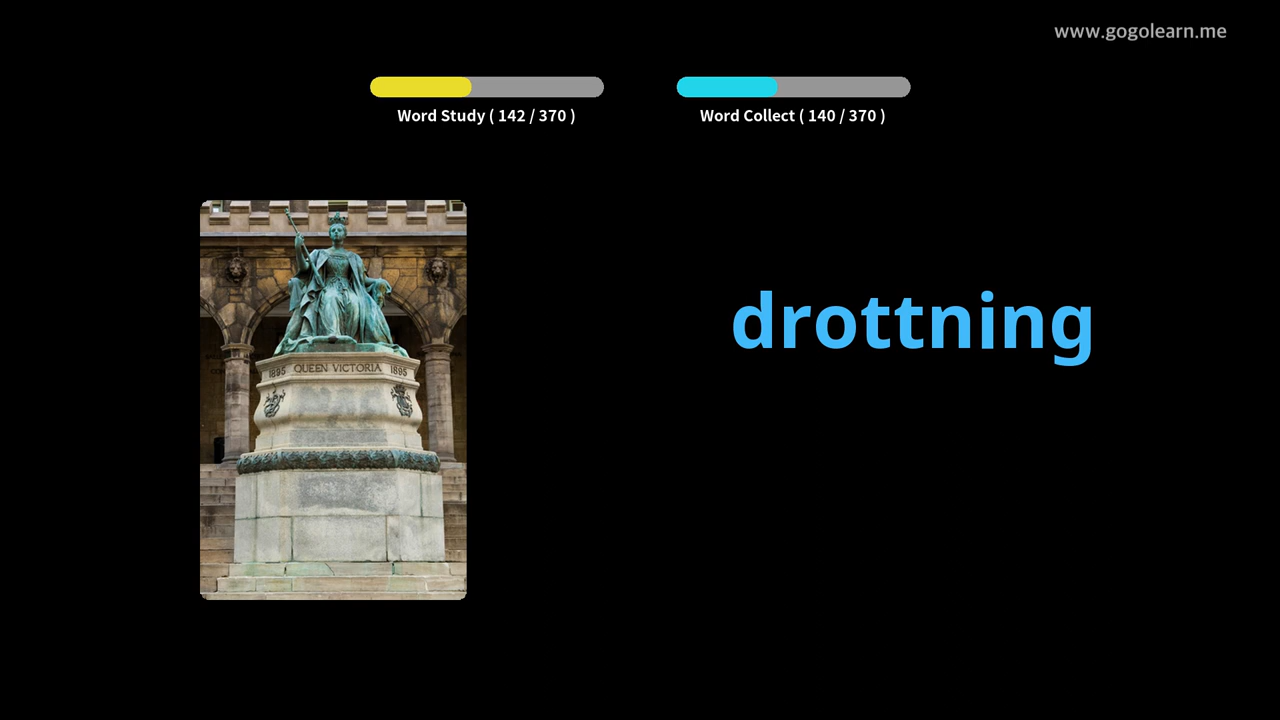 www.gogolearn.me
Word Study ( 142 / 370 )
Word Collect ( 140 / 370 )
1895 QUEEN VICTORIA 1895
drottning